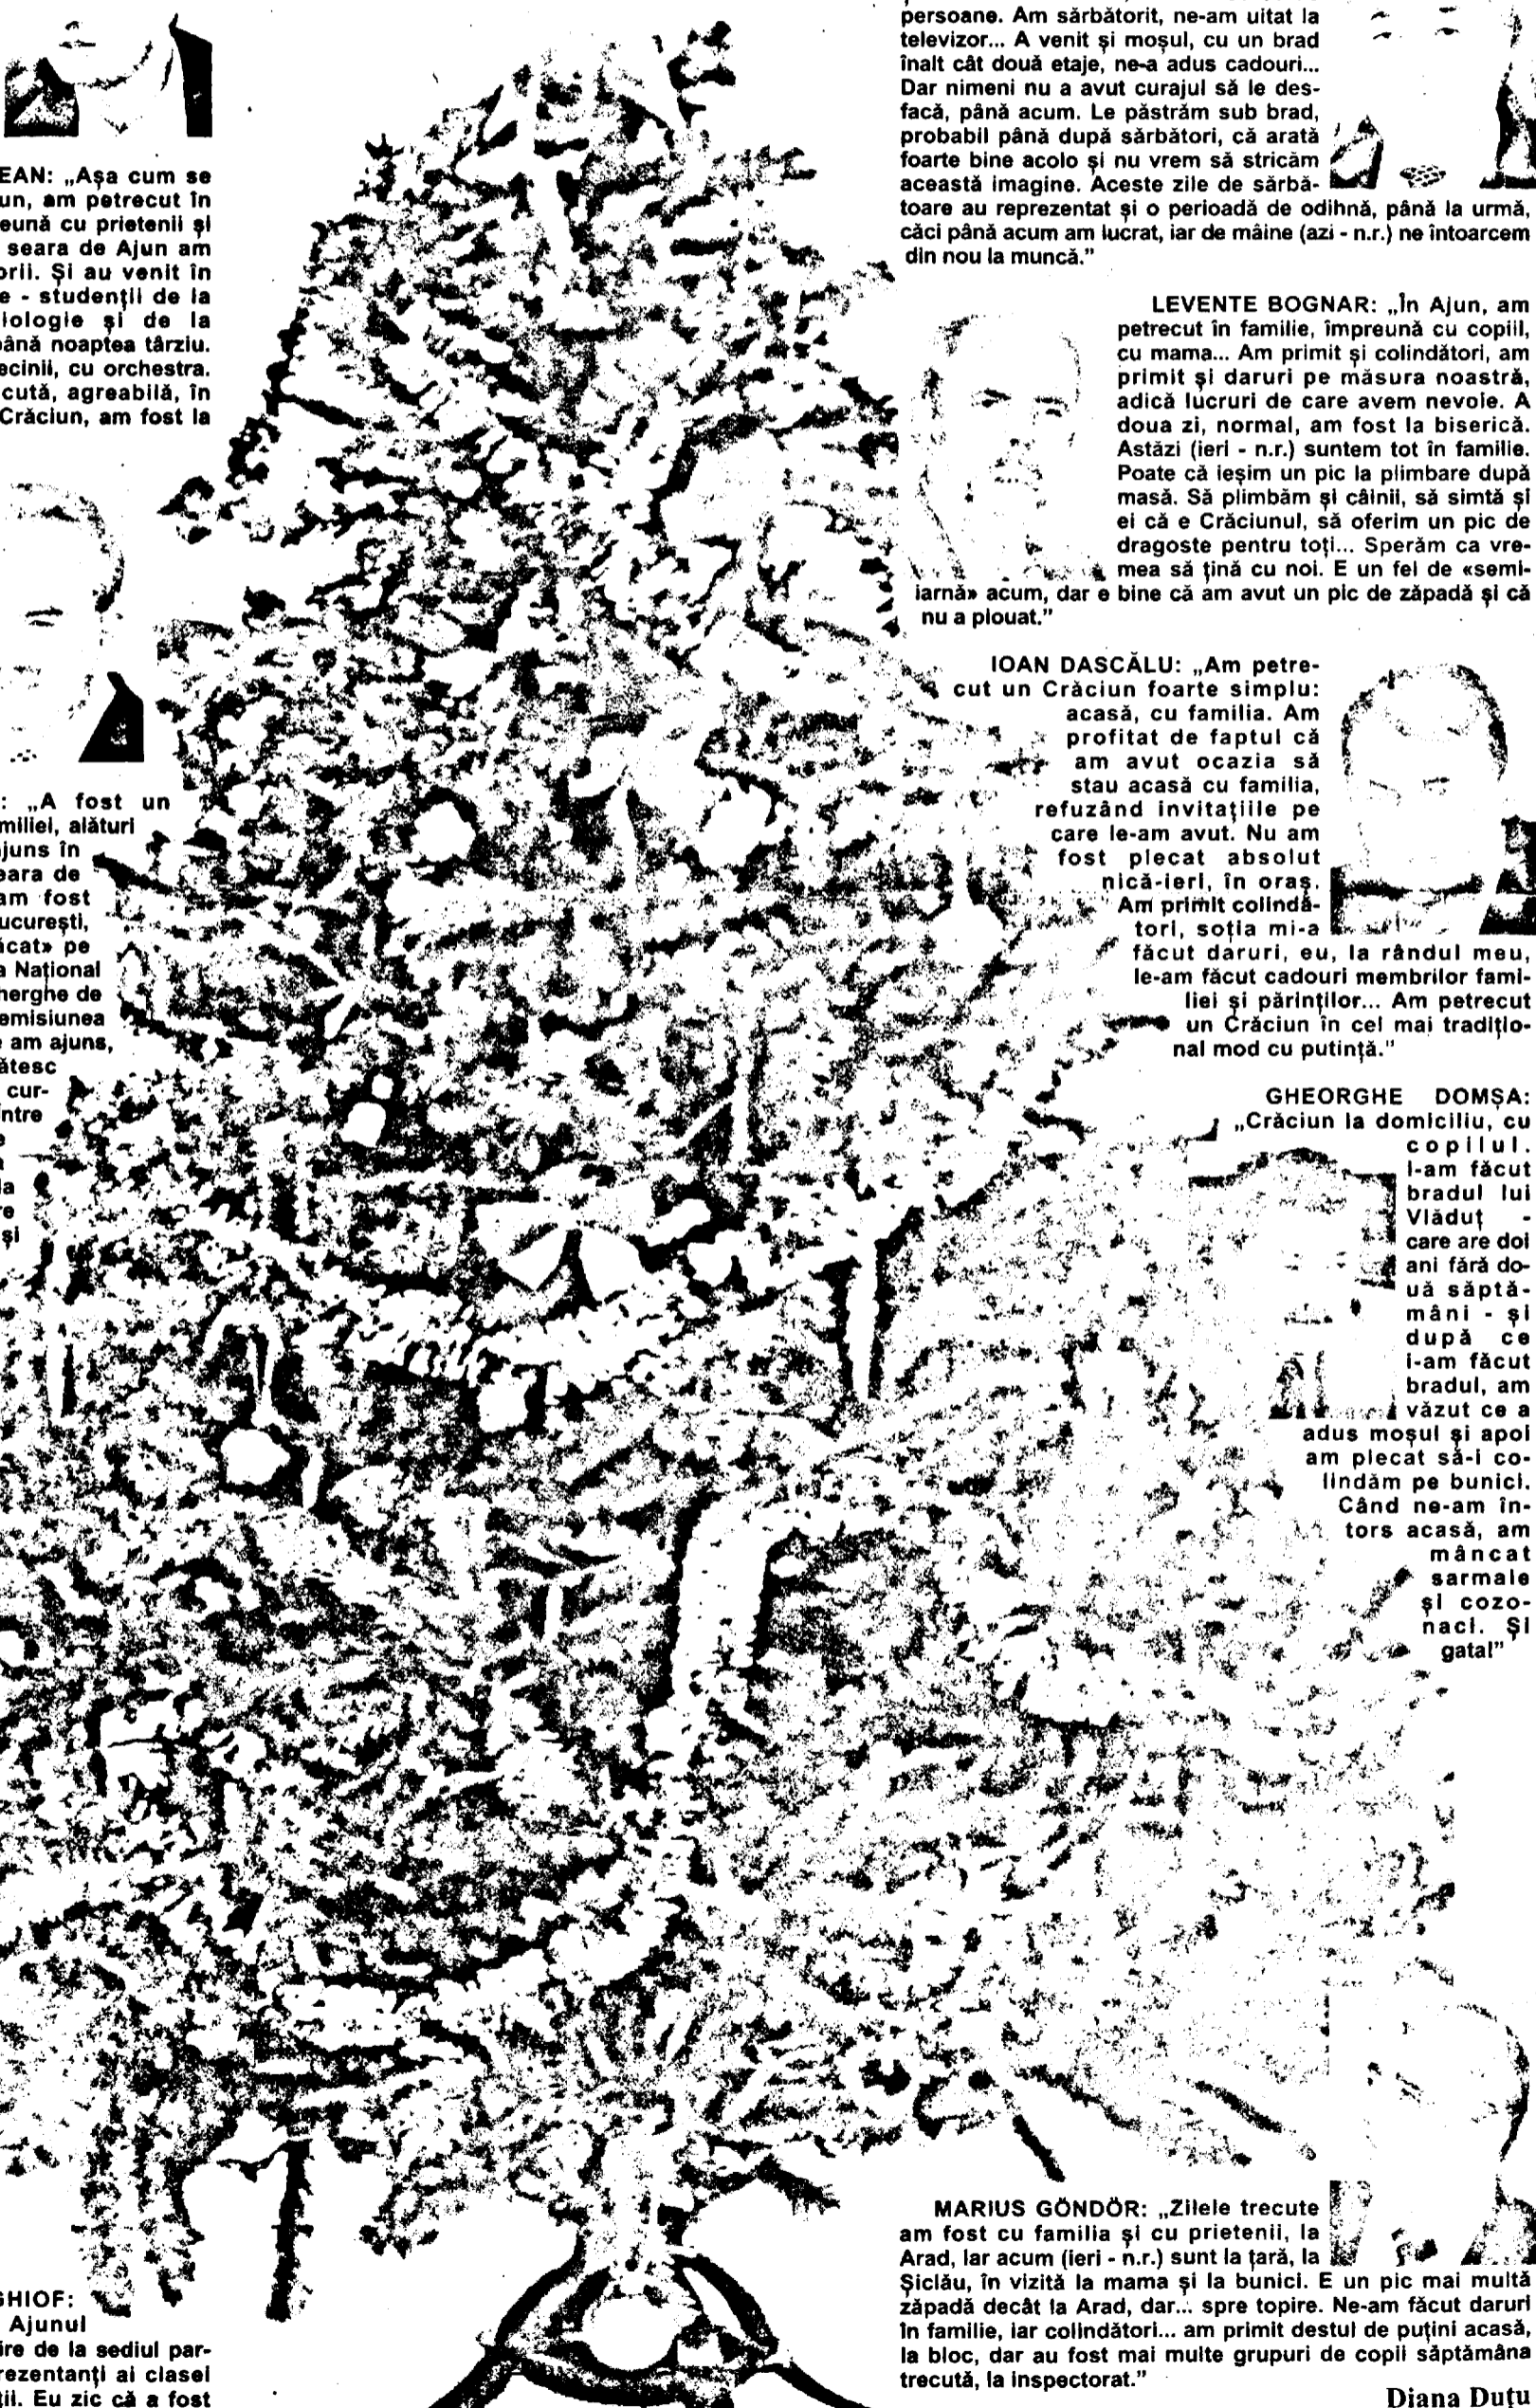 EAN: „Așa cum se
un, am petrecut în
eună cu prietenii și
seara de Ajun am
orii. Și au venit în
e - studenții de la
iologie și de la
ână noaptea târziu.
ecinii, cu orchestra.
cută, agreabilă, în
Crăciun, am fost la
: „A fost un
miliei, alături
juns în
eara de
am fost
ucurești,
ăcat» pe
a Național
herghe de
emisiunea
e am ajuns,
ătesc
cur-
între
e
la
re
și
GHIOF:
Ajunul
ire de la sediul par-
rezentanți ai clasei
ții. Eu zic că a fost
persoane. Am sărbătorit, ne-am uitat la
televizor... A venit și moșul, cu un brad
înalt cât două etaje, ne-a adus cadouri...
Dar nimeni nu a avut curajul să le des-
facă, până acum. Le păstrăm sub brad,
probabil până după sărbători, că arată
foarte bine acolo și nu vrem să stricăm
această imagine. Aceste zile de sărbă-
toare au reprezentat și o perioadă de odihnă, până la urmă,
căci până acum am lucrat, iar de mâine (azi - n.r.) ne întoarcem
din nou la muncă.”
LEVENTE BOGNAR: „În Ajun, am
petrecut în familie, împreună cu copiii,
cu mama... Am primit și colindători, am
primit și daruri pe măsura noastră,
adică lucruri de care avem nevoie. A
doua zi, normal, am fost la biserică.
Astăzi (ieri - n.r.) suntem tot în familie.
Poate că ieșim un pic la plimbare după
masă. Să plimbăm și câinii, să simtă și
ei că e Crăciunul, să oferim un pic de
dragoste pentru toți... Sperăm ca vre-
mea să țină cu noi. E un fel de «semi-
iarnă» acum, dar e bine că am avut un pic de zăpadă și că
nu a plouat.”
IOAN DASCĂLU: „Am petre-
cut un Crăciun foarte simplu:
acasă, cu familia. Am
profitat de faptul că
am avut ocazia să
stau acasă cu familia,
refuzând invitațiile pe
care le-am avut. Nu am
fost plecat absolut
nică-ieri, în oraș.
Am primit colindă-
tori, soția mi-a
făcut daruri, eu, la rândul meu,
le-am făcut cadouri membrilor fami-
liei și părinților... Am petrecut
un Crăciun în cel mai tradițio-
nal mod cu putință.”
GHEORGHE DOMȘA:
„Crăciun la domiciliu, cu
copilul.
I-am făcut
bradul lui
Vlăduț -
care are doi
ani fără do-
uă săptă-
mâni - și
după ce
i-am făcut
bradul, am
văzut ce a
adus moșul și apoi
am plecat să-i co-
lindăm pe bunici.
Când ne-am în-
tors acasă, am
mâncat
sarmale
și cozo-
naci. Și
gata!”
MARIUS GÖNDÖR: „Zilele trecute
am fost cu familia și cu prietenii, la
Arad, iar acum (ieri - n.r.) sunt la țară, la
Șiclău, în vizită la mama și la bunici. E un pic mai multă
zăpadă decât la Arad, dar... spre topire. Ne-am făcut daruri
în familie, iar colindători... am primit destul de puțini acasă,
la bloc, dar au fost mai multe grupuri de copii săptămâna
trecută, la inspectorat.”
Diana Duțu